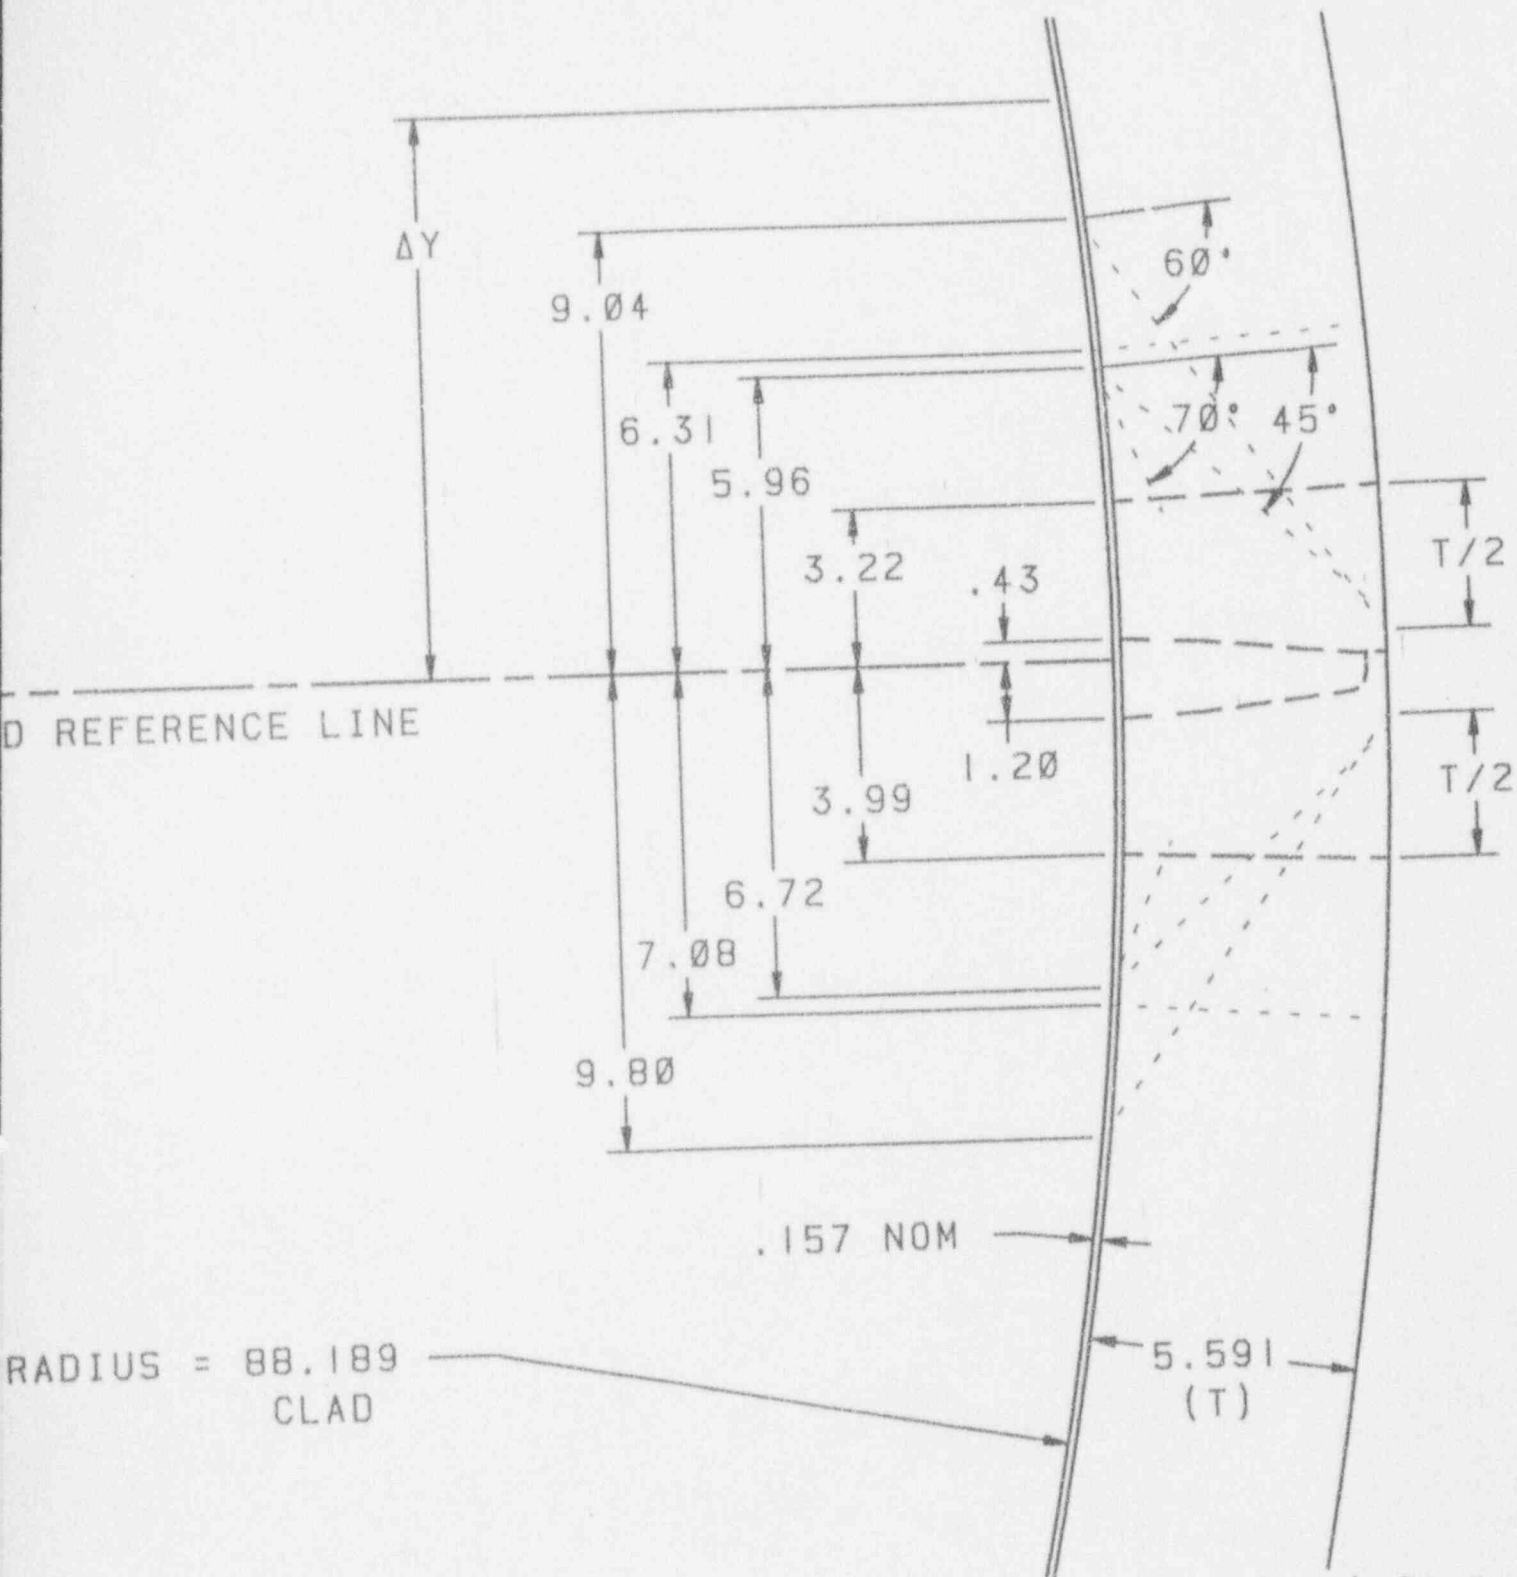 ΔY
9.04
60°
6.31
70°
45°
5.96
3.22
.43
T/2
D REFERENCE LINE
1.20
T/2
3.99
6.72
7.08
9.80
.157 NOM
RADIUS = 88.189
CLAD
5.591
(T)